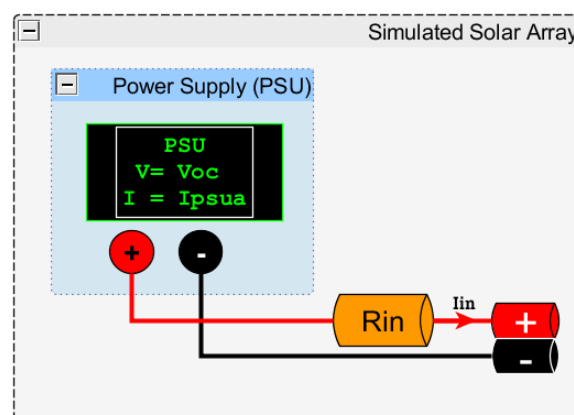 Simulated Solar Array
Power Supply (PSU)
PSU
V= Voc
I = Ipsua
+
-
Rin
Iin
+
-